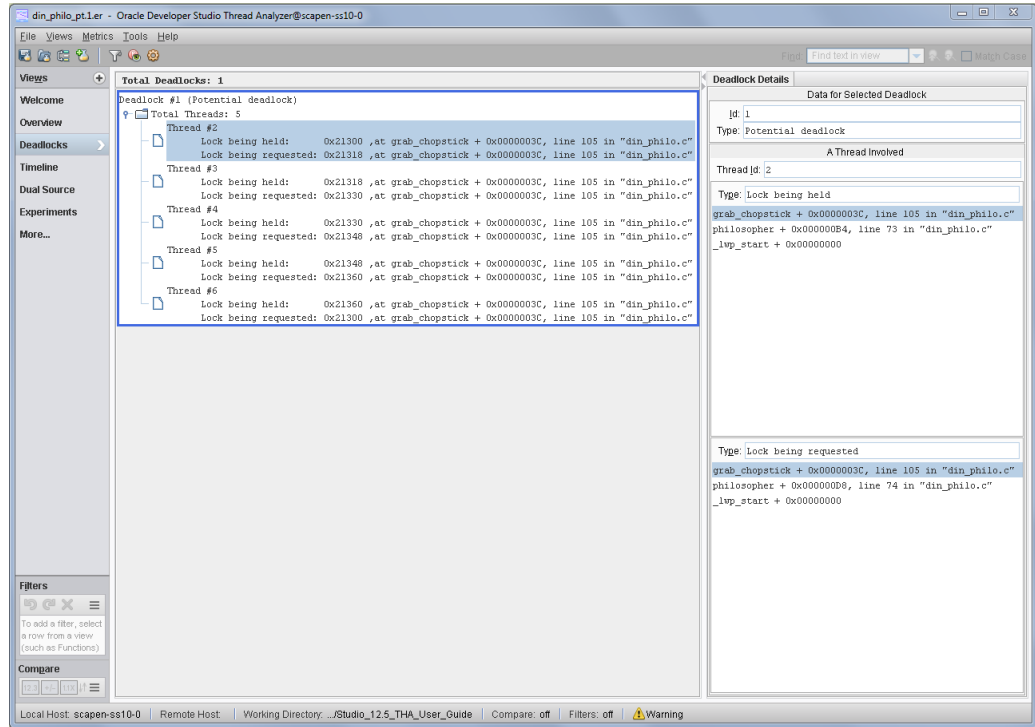 din_philo_pt.1.er - Oracle Developer Studio Thread Analyzer@scapen-ss10-0
File Views Metrics Tools Help
Find: Find text in view Match Case
Views
Welcome
Overview
Deadlocks
Timeline
Dual Source
Experiments
More...
Total Deadlocks: 1
Deadlock #1 (Potential deadlock)
Total Threads: 5
Thread #2
Lock being held: 0x21300 ,at grab_chopstick + 0x0000003C, line 105 in "din_philo.c"
Lock being requested: 0x21318 ,at grab_chopstick + 0x0000003C, line 105 in "din_philo.c"
Thread #3
Lock being held: 0x21318 ,at grab_chopstick + 0x0000003C, line 105 in "din_philo.c"
Lock being requested: 0x21330 ,at grab_chopstick + 0x0000003C, line 105 in "din_philo.c"
Thread #4
Lock being held: 0x21330 ,at grab_chopstick + 0x0000003C, line 105 in "din_philo.c"
Lock being requested: 0x21348 ,at grab_chopstick + 0x0000003C, line 105 in "din_philo.c"
Thread #5
Lock being held: 0x21348 ,at grab_chopstick + 0x0000003C, line 105 in "din_philo.c"
Lock being requested: 0x21360 ,at grab_chopstick + 0x0000003C, line 105 in "din_philo.c"
Thread #6
Lock being held: 0x21360 ,at grab_chopstick + 0x0000003C, line 105 in "din_philo.c"
Lock being requested: 0x21300 ,at grab_chopstick + 0x0000003C, line 105 in "din_philo.c"
Deadlock Details
Data for Selected Deadlock
Id: 1
Type: Potential deadlock
A Thread Involved
Thread Id: 2
Type: Lock being held
grab_chopstick + 0x0000003C, line 105 in "din_philo.c"
philosopher + 0x000000B4, line 73 in "din_philo.c"
_lwp_start + 0x00000000
Type: Lock being requested
grab_chopstick + 0x0000003C, line 105 in "din_philo.c"
philosopher + 0x000000D8, line 74 in "din_philo.c"
_lwp_start + 0x00000000
Filters
To add a filter, select
a row from a view
(such as Functions)
Compare
12.3 +/- 11X
Local Host: scapen-ss10-0 Remote Host: Working Directory: .../Studio_12.5_THA_User_Guide Compare: off Filters: off Warning